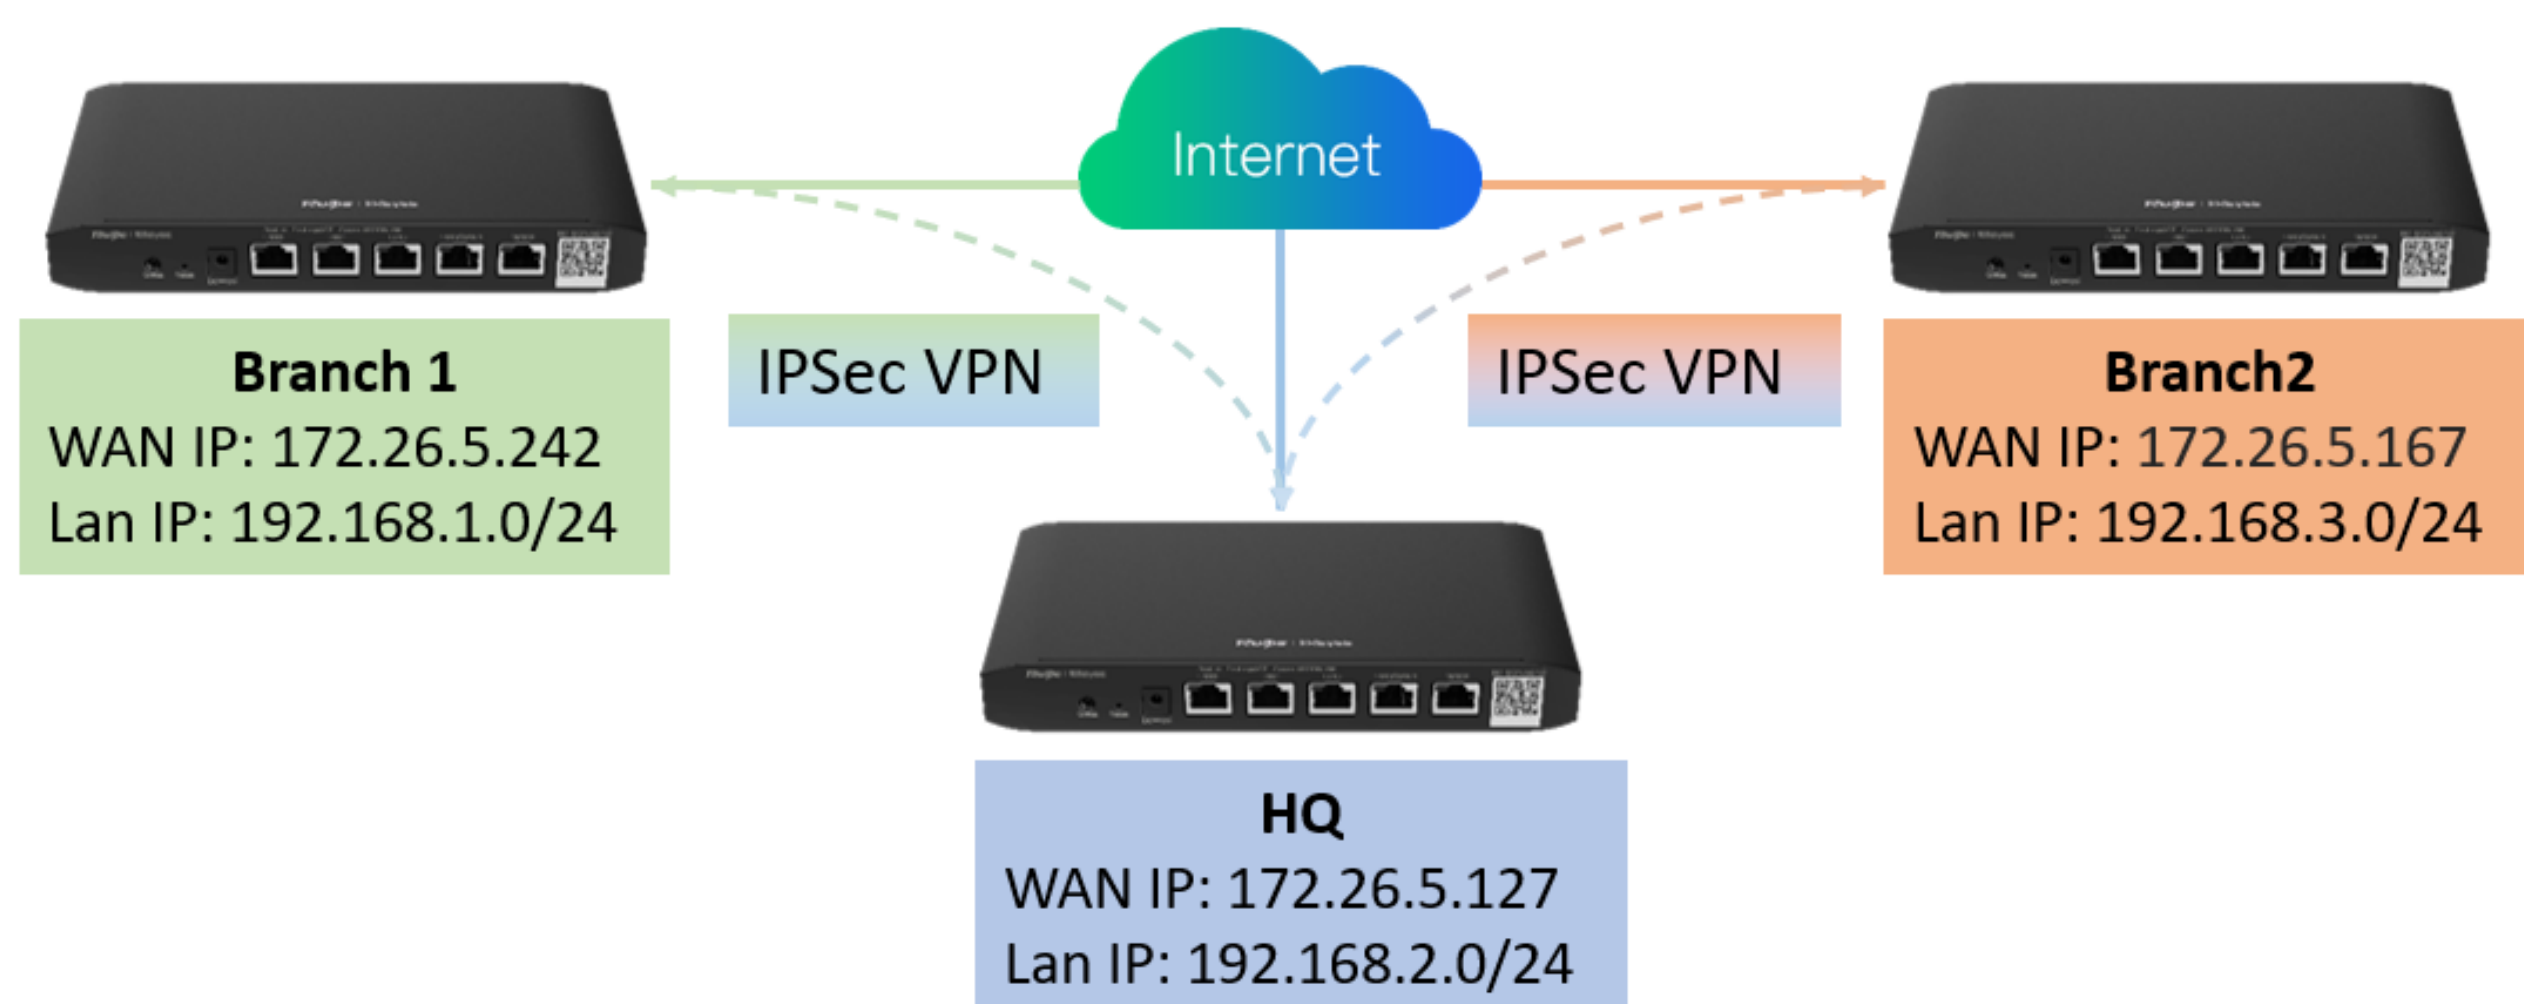 Internet
IPSec VPN
IPSec VPN
Branch 1
WAN IP: 172.26.5.242
Lan IP: 192.168.1.0/24
Branch2
WAN IP: 172.26.5.167
Lan IP: 192.168.3.0/24
HQ
WAN IP: 172.26.5.127
Lan IP: 192.168.2.0/24